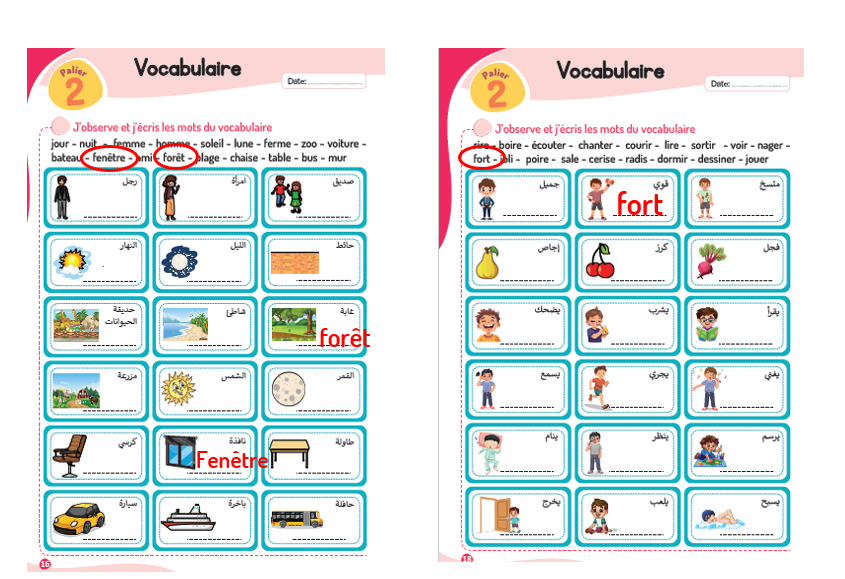 Palier
2
Vocabulaire
Date:
J'observe et j'écris les mots du vocabulaire
jour - nuit - femme - homme - soleil - lune - ferme - zoo - voiture -
bateau - fenêtre - ami - forêt - plage - chaise - table - bus - mur
رجل
امرأة
صديق
النهار
الليل
حائط
حديقة
الحيوانات
شاطئ
غابة
forêt
مزرعة
الشمس
القمر
كرسي
نافذة
Fenêtre
طاولة
سيارة
باخرة
حافلة
16
Palier
2
Vocabulaire
Date:
J'observe et j'écris les mots du vocabulaire
rire - boire - écouter - chanter - courir - lire - sortir - voir - nager -
fort - joli - poire - sale - cerise - radis - dormir - dessiner - jouer
جميل
قوي
fort
متسخ
إجاص
كرز
فجل
يضحك
يشرب
يقرأ
يسمع
يجري
يغني
ينام
ينظر
يرسم
يخرج
يلعب
يسبح
18